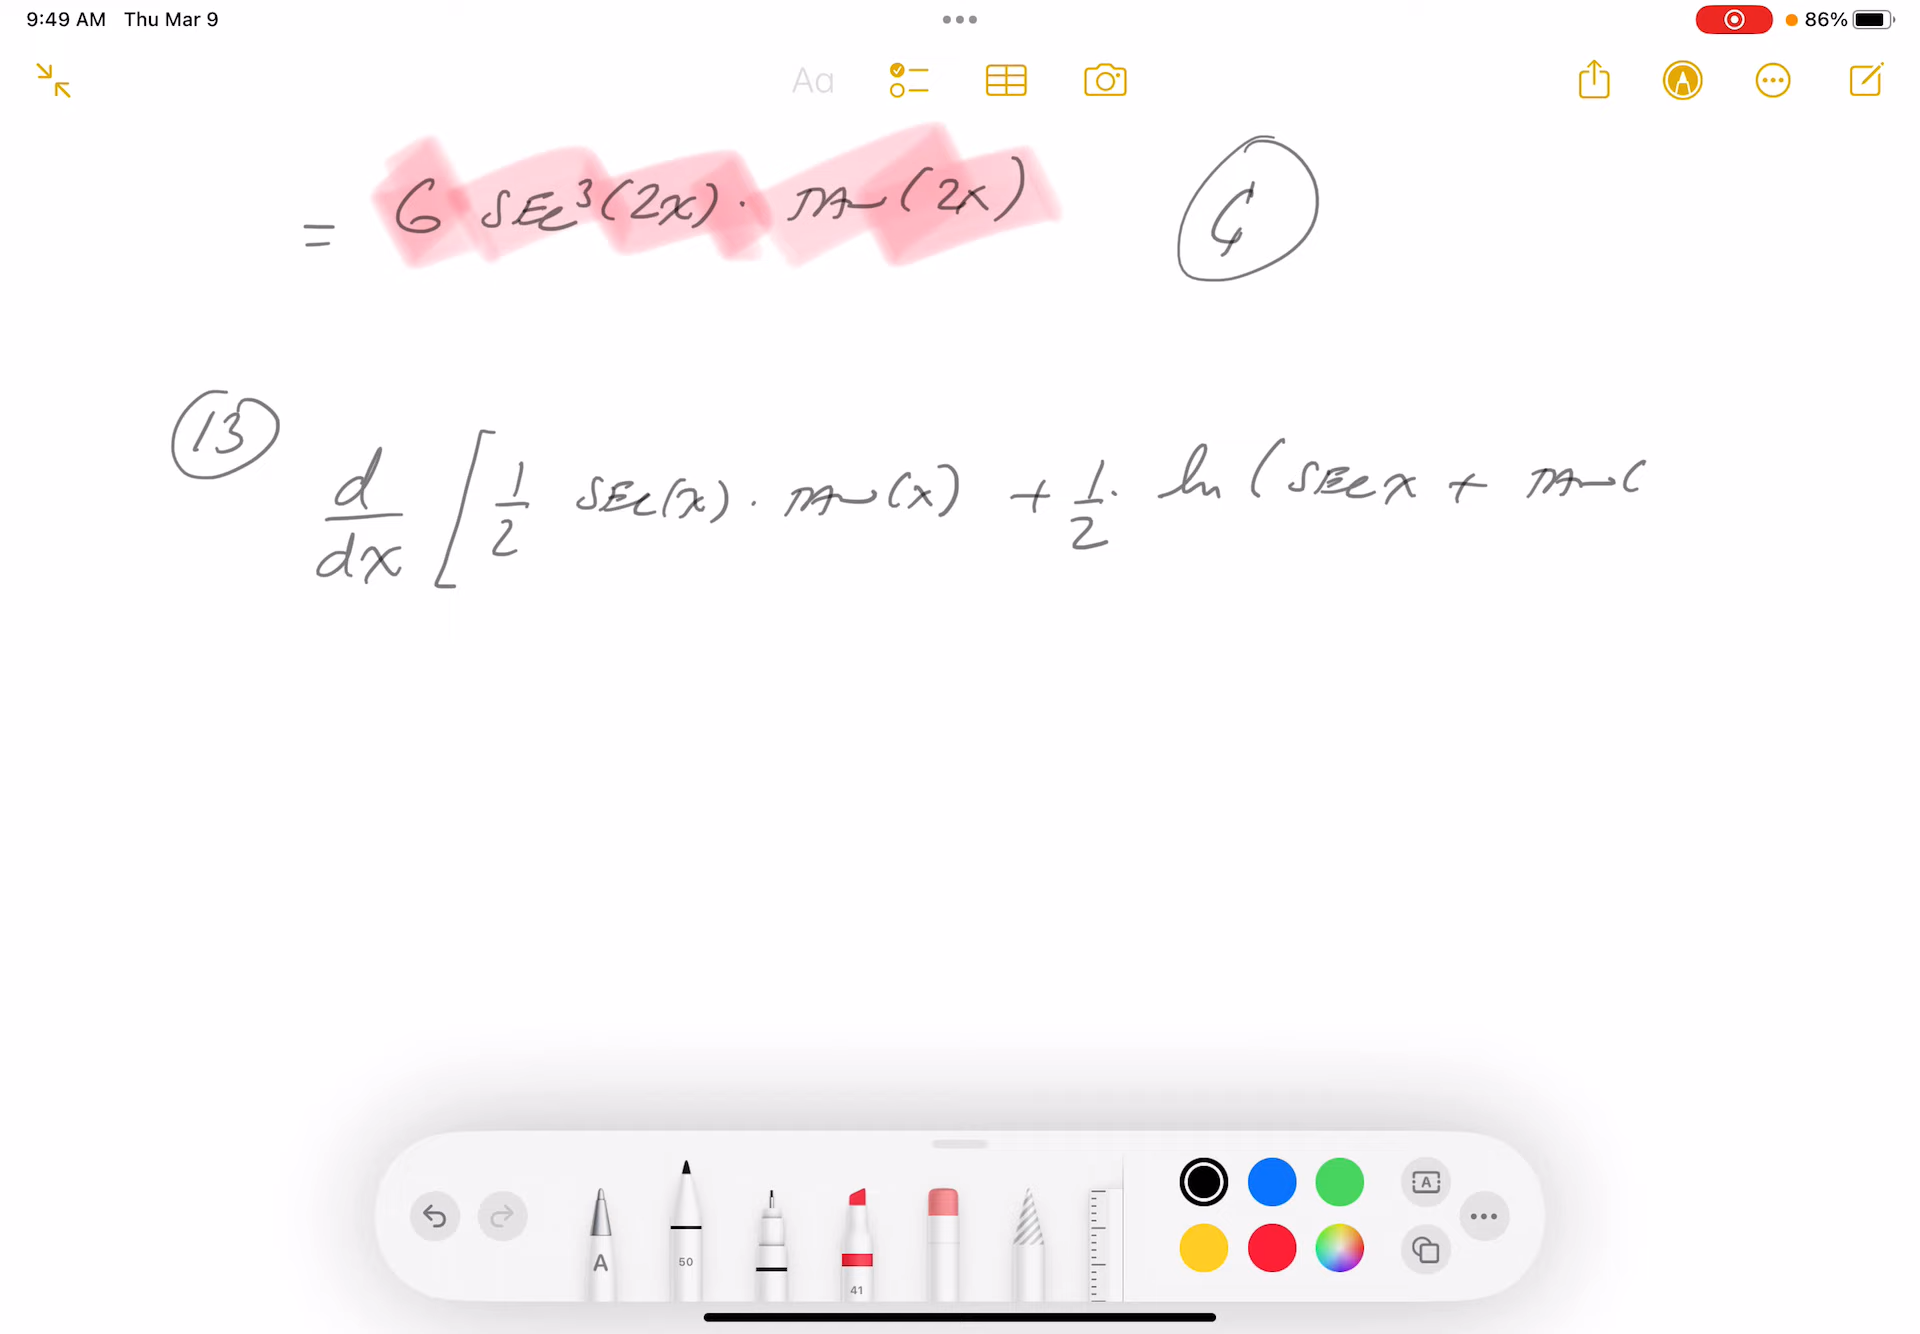 9:49 AM Thu Mar 9
86%
Aa
= 6 SEC³(2x) · TAN(2x)
(13)
d/dx [1/2 SEC(x) · TAN(x) + 1/2 · ln(SEC x + TAN(
A
50
41
A